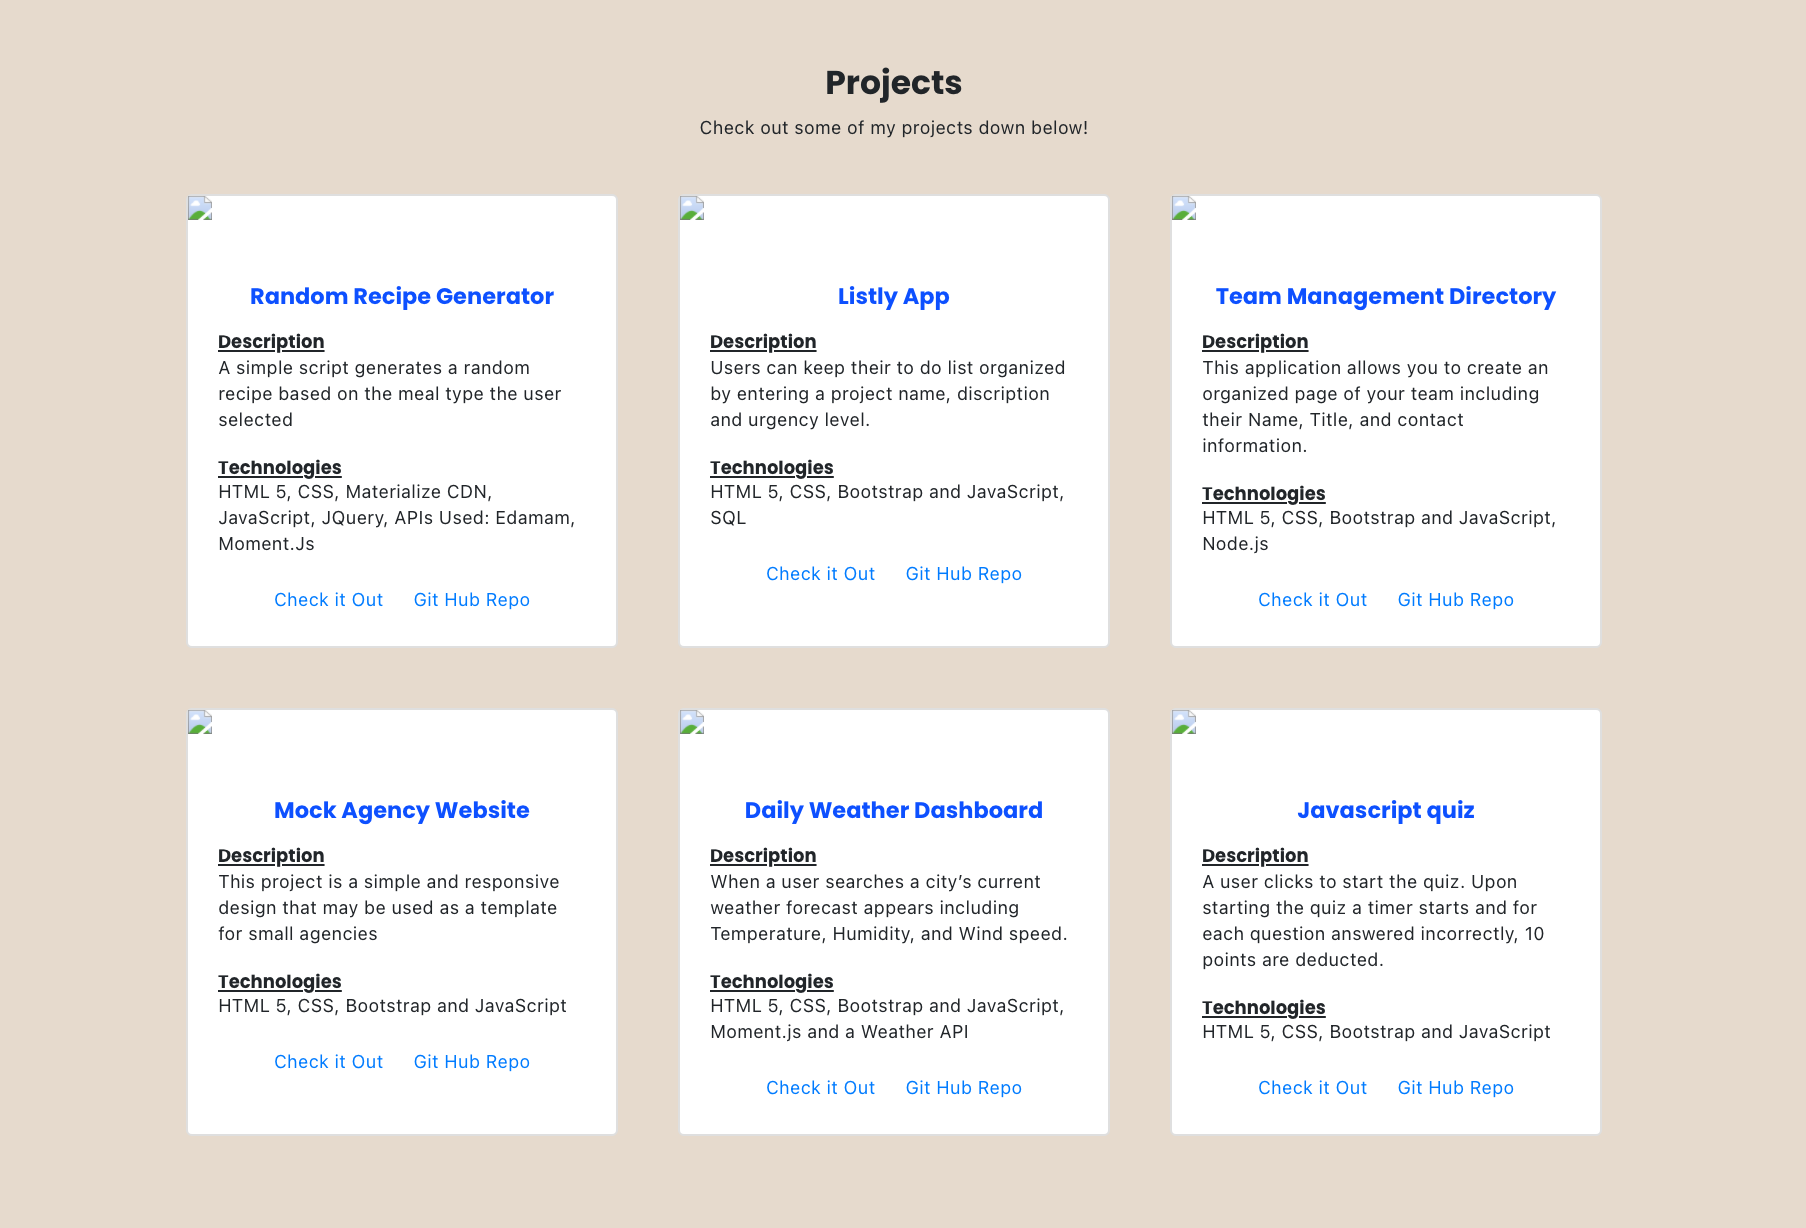 Projects
Check out some of my projects down below!
Random Recipe Generator
Description
A simple script generates a random
recipe based on the meal type the user
selected
Technologies
HTML 5, CSS, Materialize CDN,
JavaScript, JQuery, APIs Used: Edamam,
Moment.Js
Check it Out Git Hub Repo
Listly App
Description
Users can keep their to do list organized
by entering a project name, discription
and urgency level.
Technologies
HTML 5, CSS, Bootstrap and JavaScript,
SQL
Check it Out Git Hub Repo
Team Management Directory
Description
This application allows you to create an
organized page of your team including
their Name, Title, and contact
information.
Technologies
HTML 5, CSS, Bootstrap and JavaScript,
Node.js
Check it Out Git Hub Repo
Mock Agency Website
Description
This project is a simple and responsive
design that may be used as a template
for small agencies
Technologies
HTML 5, CSS, Bootstrap and JavaScript
Check it Out Git Hub Repo
Daily Weather Dashboard
Description
When a user searches a city’s current
weather forecast appears including
Temperature, Humidity, and Wind speed.
Technologies
HTML 5, CSS, Bootstrap and JavaScript,
Moment.js and a Weather API
Check it Out Git Hub Repo
Javascript quiz
Description
A user clicks to start the quiz. Upon
starting the quiz a timer starts and for
each question answered incorrectly, 10
points are deducted.
Technologies
HTML 5, CSS, Bootstrap and JavaScript
Check it Out Git Hub Repo